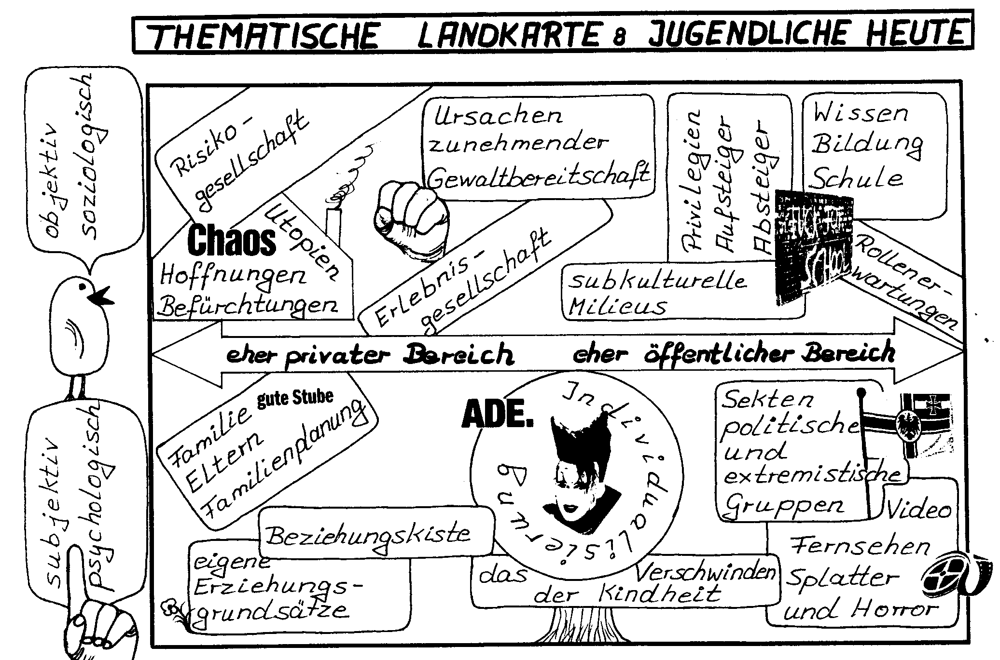 THEMATISCHE LANDKARTE 8 JUGENDLICHE HEUTE
objektiv
soziologisch
Risiko-
gesellschaft
Ursachen
zunehmender
Gewaltbereitschaft
Privilegien
Aufsteiger
Absteiger
Wissen
Bildung
Schule
Chaos
Utopien
Hoffnungen
Befürchtungen
Erlebnis-
gesellschaft
subkulturelle
Milieus
SCHOOL
Rollener-
wartungen
eher privater Bereich eher öffentlicher Bereich
subjektiv
psychologisch
gute Stube
Familie
Eltern
Familienplanung
ADE.
Individualisierung
Sekten
politische
und
extremistische
Gruppen
Beziehungskiste
eigene
Erziehungs-
grundsätze
das Verschwinden
der Kindheit
Video
Fernsehen
Splatter
und Horror